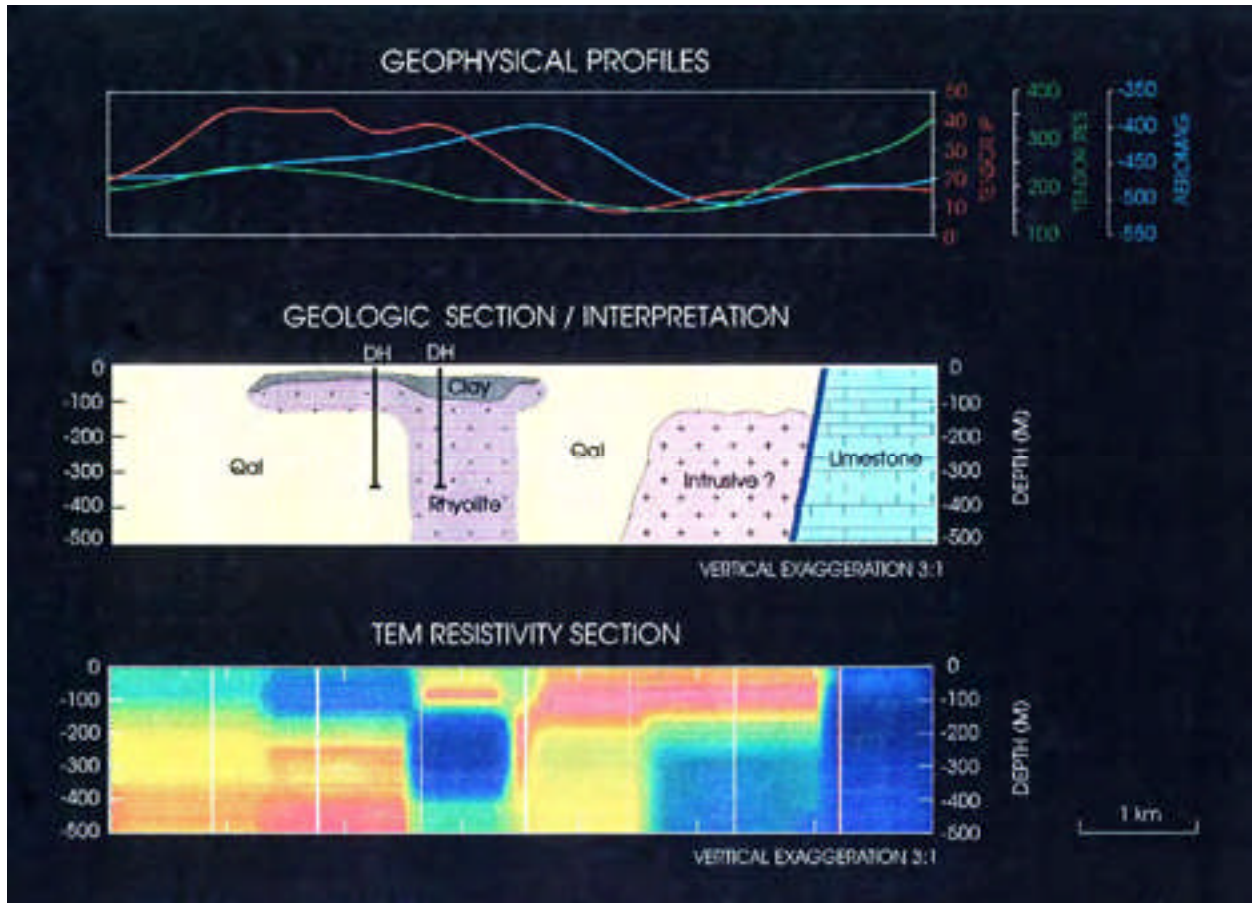 GEOPHYSICAL PROFILES
50
40
30
20
10
0
400
300
200
100
-350
-400
-450
-500
-550
AEROMAG
GEOLOGIC SECTION / INTERPRETATION
DH DH
0
-100
-200
-300
-400
-500
Clay
Qal
Qal
Rhyolite
Intrusive ?
Limestone
0
-100
-200
-300
-400
-500
DEPTH (M)
VERTICAL EXAGGERATION 3:1
TEM RESISTIVITY SECTION
0
-100
-200
-300
-400
-500
0
-100
-200
-300
-400
-500
DEPTH (M)
1 km
VERTICAL EXAGGERATION 3:1